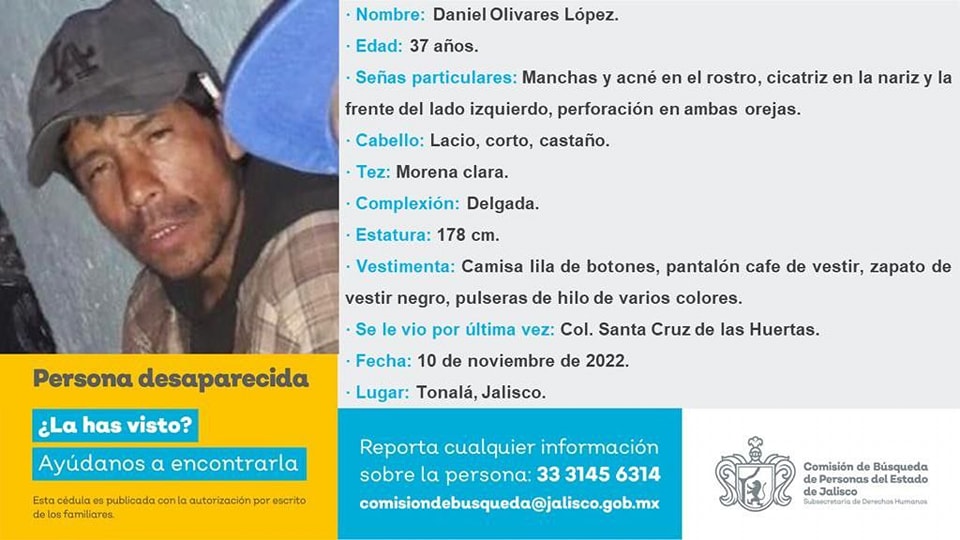 LA
· Nombre: Daniel Olivares López.
· Edad: 37 años.
· Señas particulares: Manchas y acné en el rostro, cicatriz en la nariz y la
frente del lado izquierdo, perforación en ambas orejas.
· Cabello: Lacio, corto, castaño.
· Tez: Morena clara.
· Complexión: Delgada.
· Estatura: 178 cm.
· Vestimenta: Camisa lila de botones, pantalón cafe de vestir, zapato de
vestir negro, pulseras de hilo de varios colores.
· Se le vio por última vez: Col. Santa Cruz de las Huertas.
· Fecha: 10 de noviembre de 2022.
· Lugar: Tonalá, Jalisco.
Persona desaparecida
¿La has visto?
Ayúdanos a encontrarla
Esta cédula es publicada con la autorización por escrito
de los familiares.
Reporta cualquier información
sobre la persona: 33 3145 6314
comisiondebusqueda@jalisco.gob.mx
Comisión de Búsqueda
de Personas del Estado
de Jalisco
Subsecretaría de Derechos Humanos